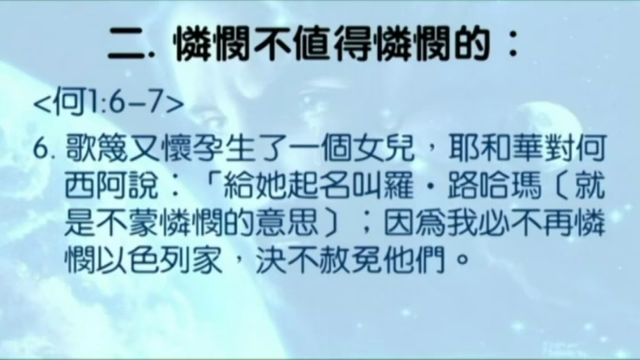 二. 憐憫不值得憐憫的：
<何1:6-7>
6. 歌篾又懷孕生了一個女兒，耶和華對何
西阿說：「給她起名叫羅·路哈瑪〔就
是不蒙憐憫的意思〕；因為我必不再憐
憫以色列家，決不赦免他們。